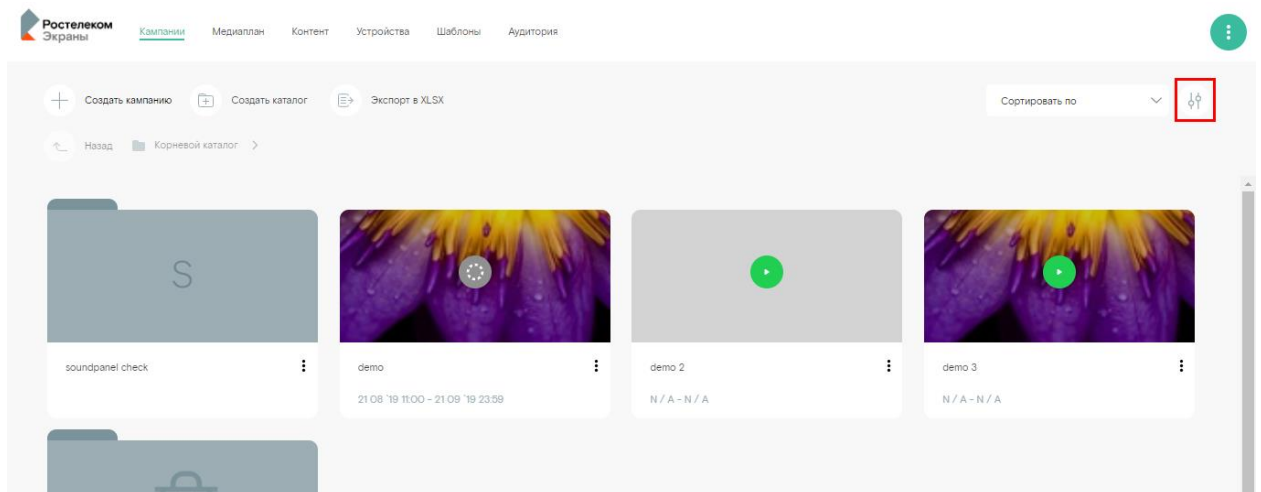 Ростелеком
Экраны
Кампании Медиаплан Контент Устройства Шаблоны Аудитория
Создать кампанию Создать каталог Экспорт в XLSX Сортировать по
Назад Корневой каталог
S
soundpanel check demo demo 2 demo 3
21 08 `19 11:00 - 21 09 `19 23:59 N / A - N / A N / A - N / A